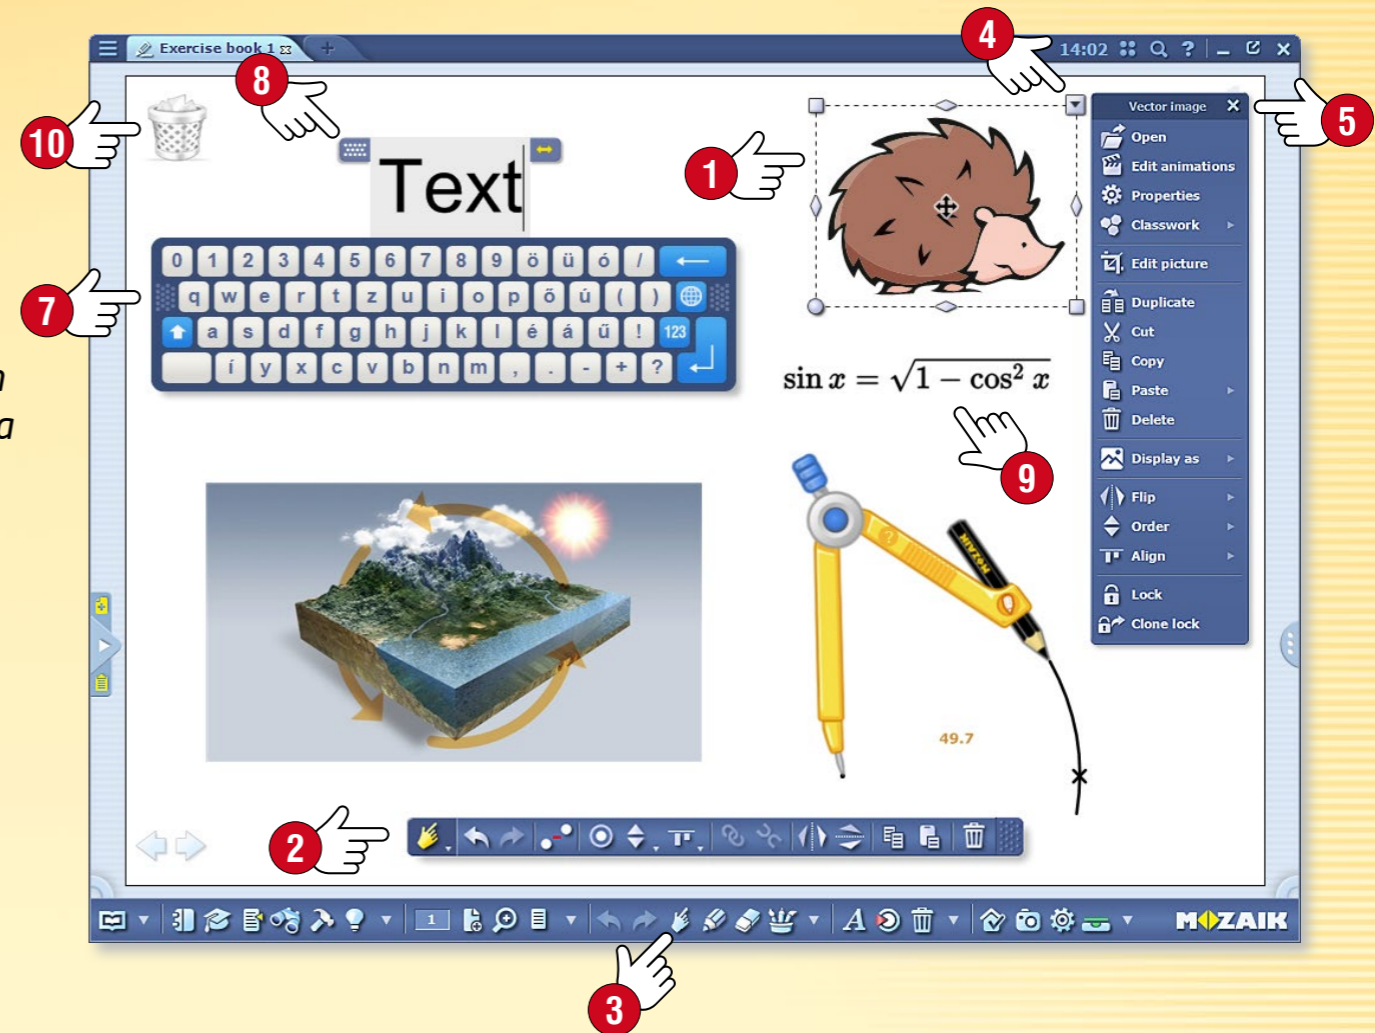 4
14:02 ?
Exercise book 1
8
10
Text
1
Vector image
5
Open
Edit animations
Properties
Classwork
Edit picture
Duplicate
Cut
Copy
Paste
Delete
Display as
Flip
Order
Align
Lock
Clone lock
7
0 1 2 3 4 5 6 7 8 9 ö ü ó /
q w e r t z u i o p ő ú ( )
a s d f g h j k l é á ű ! 123
í y x c v b n m , . - + ?
a
sin x = √(1 − cos² x)
9
MOZAIK
49.7
2
1 A MOZAIK
3